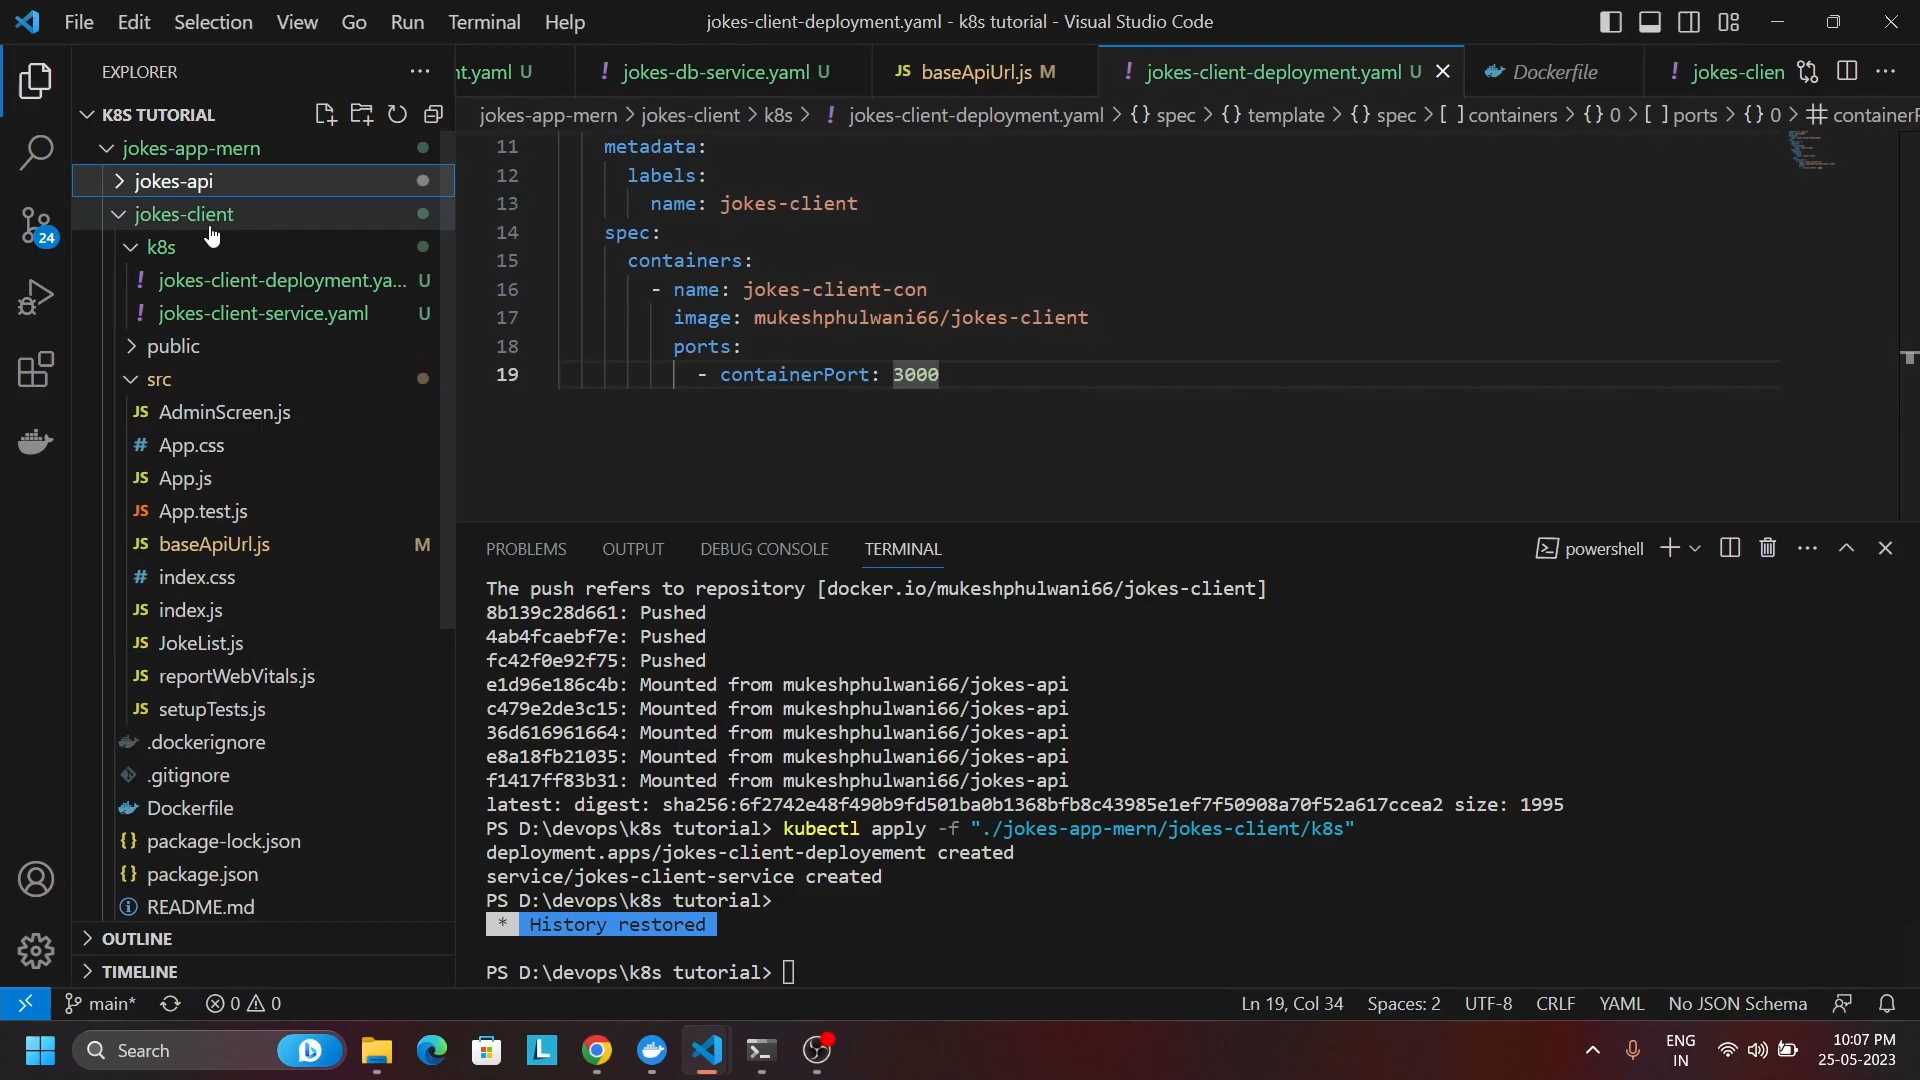 File Edit Selection View Go Run Terminal Help
jokes-client-deployment.yaml - k8s tutorial - Visual Studio Code
EXPLORER
nt.yaml U
! jokes-db-service.yaml U
JS baseApiUrl.js M
! jokes-client-deployment.yaml U
Dockerfile
! jokes-clien
K8S TUTORIAL
jokes-app-mern > jokes-client > k8s > ! jokes-client-deployment.yaml > {} spec > {} template > {} spec > [ ] containers > {} 0 > [ ] ports > {} 0 > # containerP
jokes-app-mern
jokes-api
jokes-client
k8s
! jokes-client-deployment.ya... U
! jokes-client-service.yaml U
public
src
JS AdminScreen.js
# App.css
JS App.js
JS App.test.js
JS baseApiUrl.js M
# index.css
JS index.js
JS JokeList.js
JS reportWebVitals.js
JS setupTests.js
.dockerignore
.gitignore
Dockerfile
{} package-lock.json
{} package.json
README.md
OUTLINE
TIMELINE
24
11 metadata:
12 labels:
13 name: jokes-client
14 spec:
15 containers:
16 - name: jokes-client-con
17 image: mukeshphulwani66/jokes-client
18 ports:
19 - containerPort: 3000
PROBLEMS OUTPUT DEBUG CONSOLE TERMINAL
powershell
The push refers to repository [docker.io/mukeshphulwani66/jokes-client]
8b139c28d661: Pushed
4ab4fcaebf7e: Pushed
fc42f0e92f75: Pushed
e1d96e186c4b: Mounted from mukeshphulwani66/jokes-api
c479e2de3c15: Mounted from mukeshphulwani66/jokes-api
36d616961664: Mounted from mukeshphulwani66/jokes-api
e8a18fb21035: Mounted from mukeshphulwani66/jokes-api
f1417ff83b31: Mounted from mukeshphulwani66/jokes-api
latest: digest: sha256:6f2742e48f490b9fd501ba0b1368bfb8c43985e1ef7f50908a70f52a617ccea2 size: 1995
PS D:\devops\k8s tutorial> kubectl apply -f "./jokes-app-mern/jokes-client/k8s"
deployment.apps/jokes-client-deployement created
service/jokes-client-service created
PS D:\devops\k8s tutorial>
* History restored
PS D:\devops\k8s tutorial>
main* 0 0
Ln 19, Col 34 Spaces: 2 UTF-8 CRLF YAML No JSON Schema
Search
L
ENG
IN
10:07 PM
25-05-2023